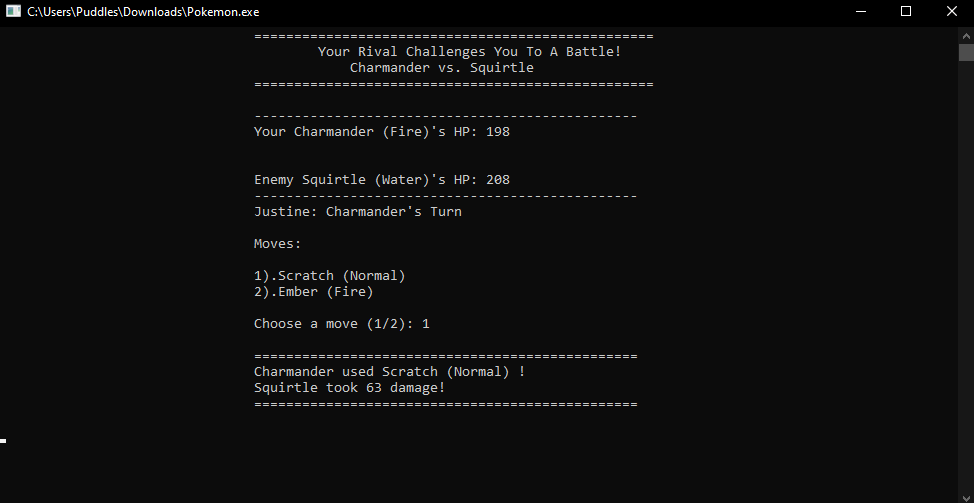 C:\Users\Puddles\Downloads\Pokemon.exe
==================================================
Your Rival Challenges You To A Battle!
Charmander vs. Squirtle
==================================================
------------------------------------------------
Your Charmander (Fire)'s HP: 198
Enemy Squirtle (Water)'s HP: 208
------------------------------------------------
Justine: Charmander's Turn
Moves:
1).Scratch (Normal)
2).Ember (Fire)
Choose a move (1/2): 1
================================================
Charmander used Scratch (Normal) !
Squirtle took 63 damage!
================================================